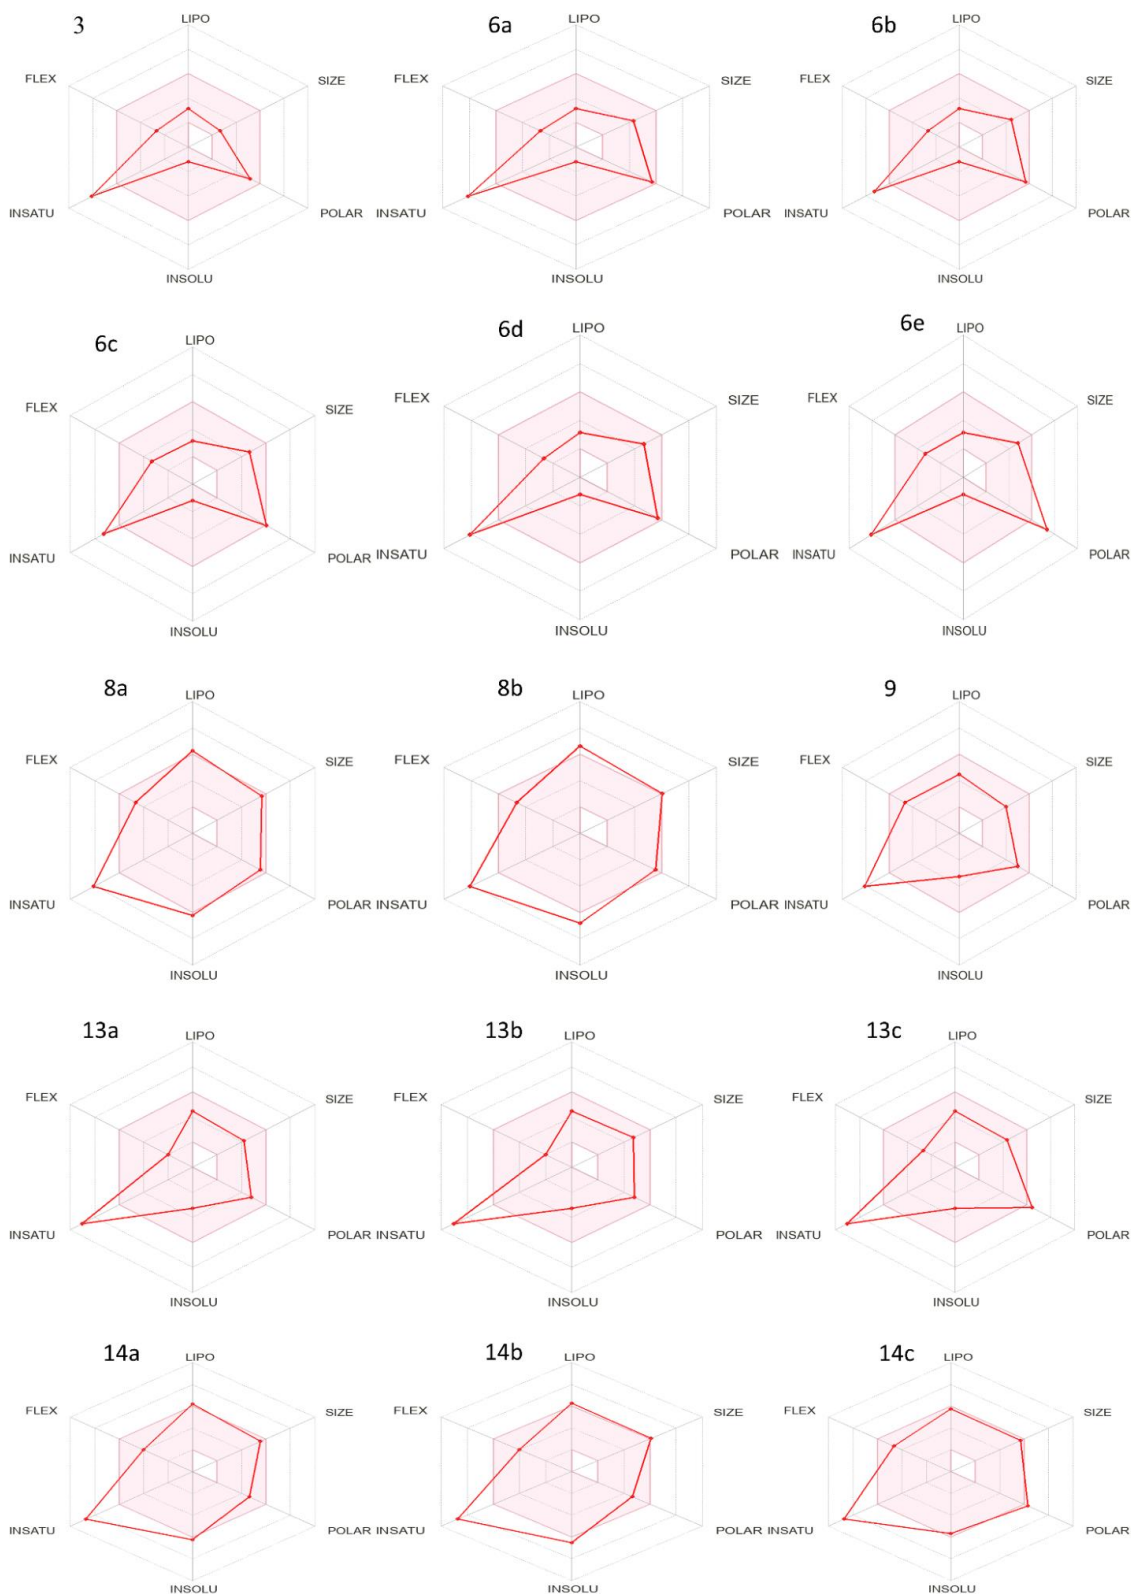 3
LIPO
FLEX
SIZE
INSATU
POLAR
INSOLU
6a
LIPO
FLEX
SIZE
INSATU
POLAR
INSOLU
6b
LIPO
FLEX
SIZE
INSATU
POLAR
INSOLU
6c
LIPO
FLEX
SIZE
INSATU
POLAR
INSOLU
6d
LIPO
FLEX
SIZE
INSATU
POLAR
INSOLU
6e
LIPO
FLEX
SIZE
INSATU
POLAR
INSOLU
8a
LIPO
FLEX
SIZE
INSATU
POLAR
INSOLU
8b
LIPO
FLEX
SIZE
INSATU
POLAR
INSOLU
9
LIPO
FLEX
SIZE
INSATU
POLAR
INSOLU
13a
LIPO
FLEX
SIZE
INSATU
POLAR
INSOLU
13b
LIPO
FLEX
SIZE
INSATU
POLAR
INSOLU
13c
LIPO
FLEX
SIZE
INSATU
POLAR
INSOLU
14a
LIPO
FLEX
SIZE
INSATU
POLAR
INSOLU
14b
LIPO
FLEX
SIZE
INSATU
POLAR
INSOLU
14c
LIPO
FLEX
SIZE
INSATU
POLAR
INSOLU